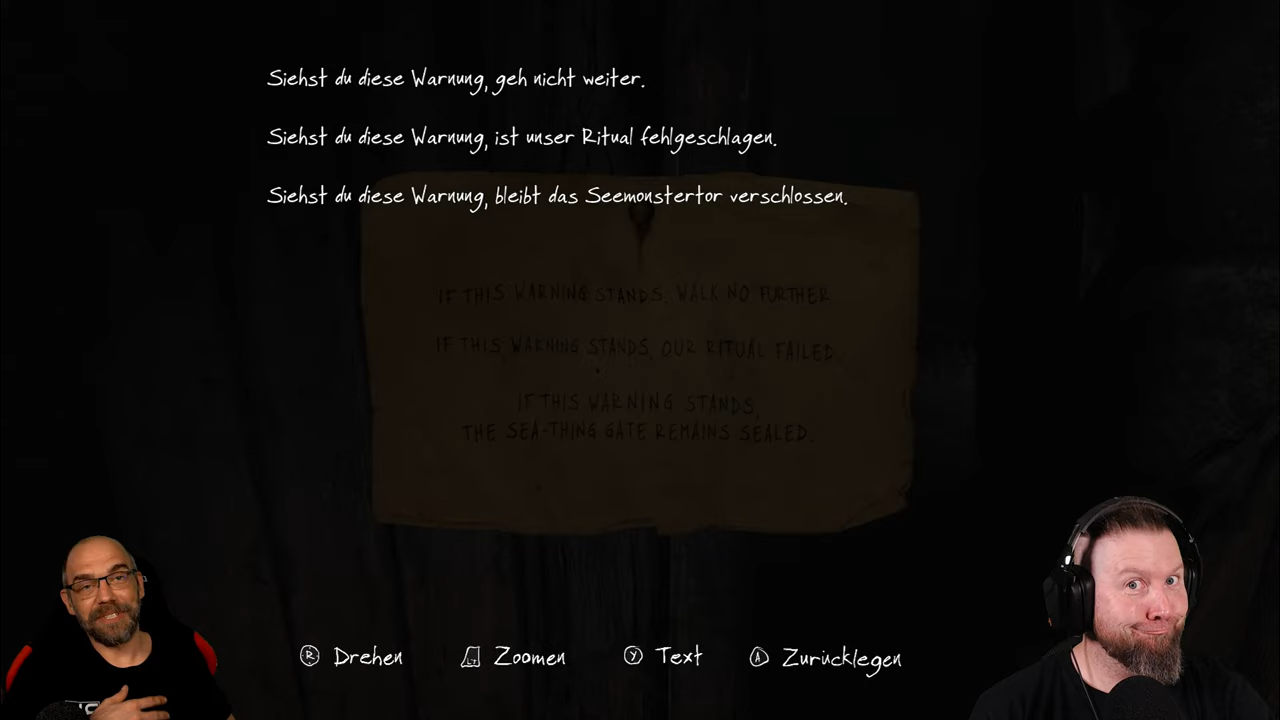 Siehst du diese Warnung, geh nicht weiter.
Siehst du diese Warnung, ist unser Ritual fehlgeschlagen.
Siehst du diese Warnung, bleibt das Seemonstertor verschlossen.
IF THIS WARNING STANDS, WALK NO FURTHER
IF THIS WARNING STANDS, OUR RITUAL FAILED
IF THIS WARNING STANDS,
THE SEA-THING GATE REMAINS SEALED.
R Drehen LT Zoomen Y Text A Zurücklegen